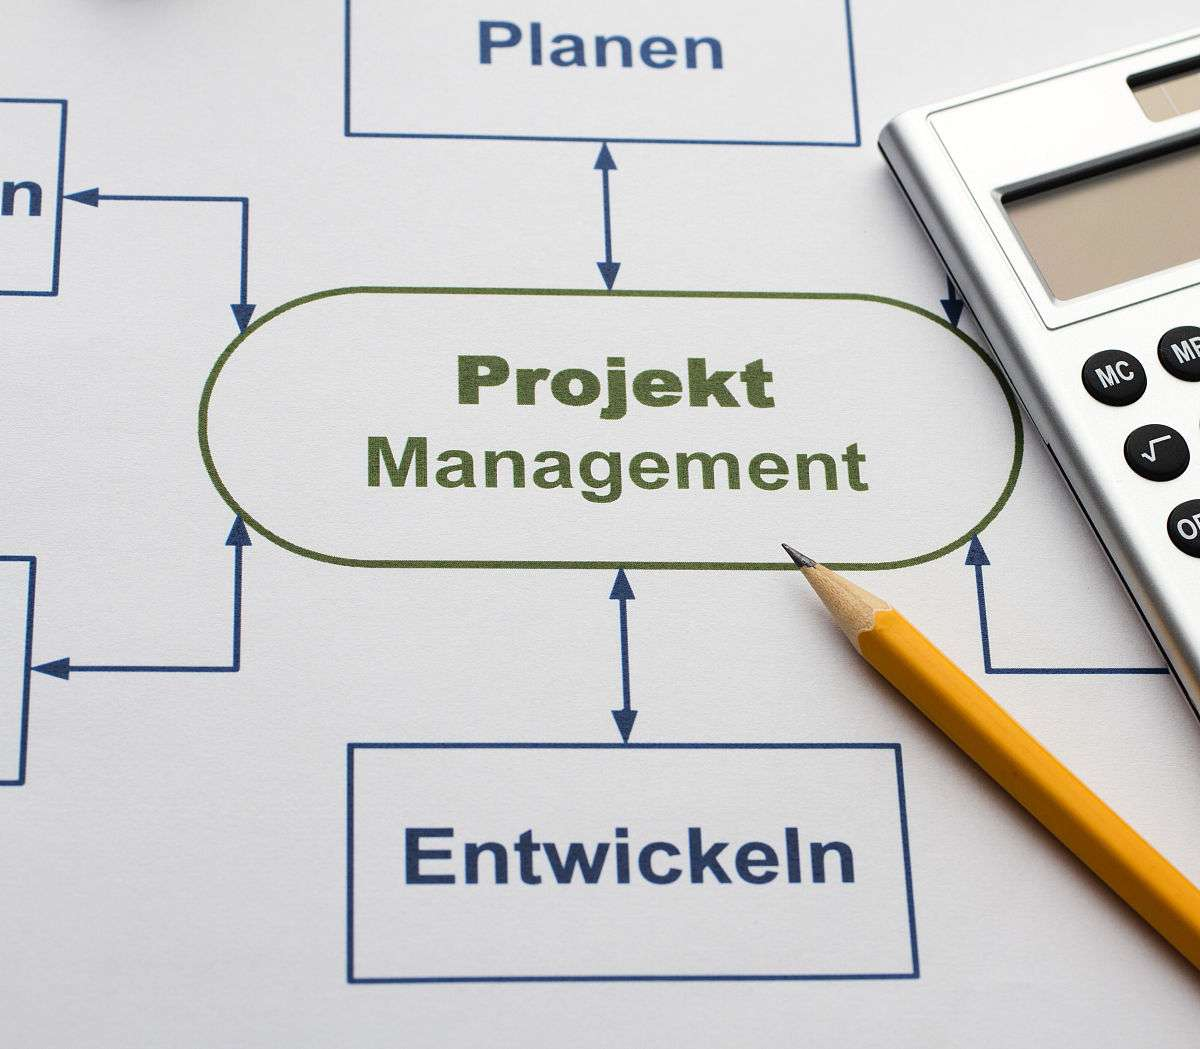 Planen
n
Projekt
Management
MC
√
Entwickeln